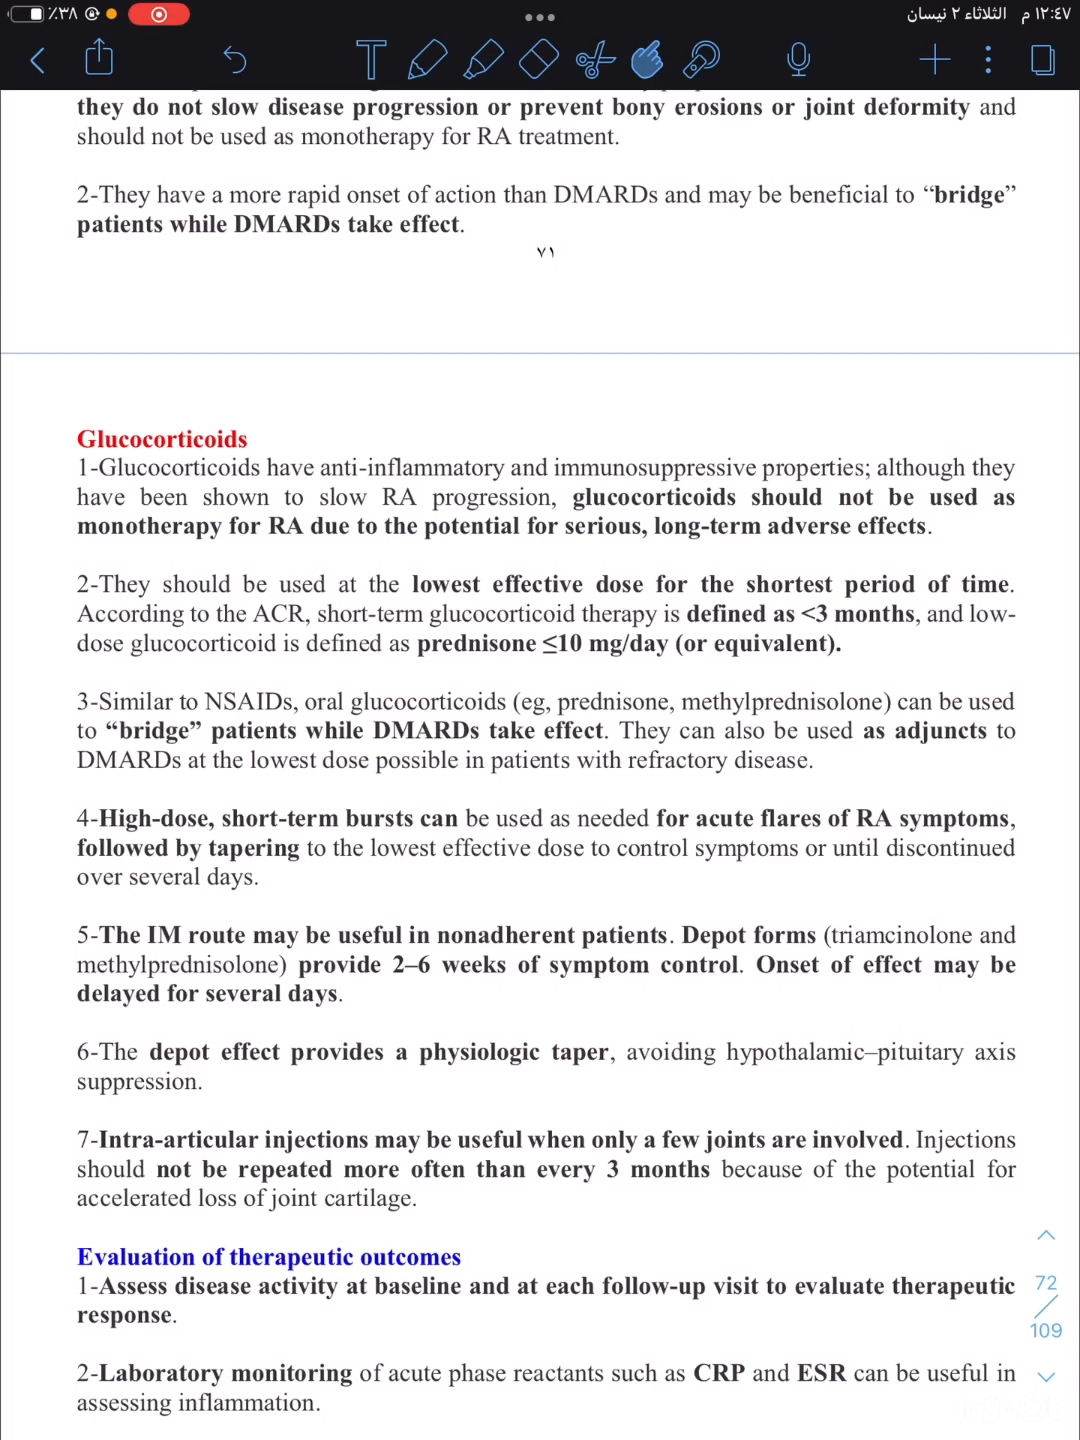 ٪٣٨ ١٢:٤٧ م الثلاثاء ٢ نيسان
they do not slow disease progression or prevent bony erosions or joint deformity and
should not be used as monotherapy for RA treatment.
2-They have a more rapid onset of action than DMARDs and may be beneficial to “bridge”
patients while DMARDs take effect.
٧١
Glucocorticoids
1-Glucocorticoids have anti-inflammatory and immunosuppressive properties; although they
have been shown to slow RA progression, glucocorticoids should not be used as
monotherapy for RA due to the potential for serious, long-term adverse effects.
2-They should be used at the lowest effective dose for the shortest period of time.
According to the ACR, short-term glucocorticoid therapy is defined as <3 months, and low-
dose glucocorticoid is defined as prednisone ≤10 mg/day (or equivalent).
3-Similar to NSAIDs, oral glucocorticoids (eg, prednisone, methylprednisolone) can be used
to “bridge” patients while DMARDs take effect. They can also be used as adjuncts to
DMARDs at the lowest dose possible in patients with refractory disease.
4-High-dose, short-term bursts can be used as needed for acute flares of RA symptoms,
followed by tapering to the lowest effective dose to control symptoms or until discontinued
over several days.
5-The IM route may be useful in nonadherent patients. Depot forms (triamcinolone and
methylprednisolone) provide 2–6 weeks of symptom control. Onset of effect may be
delayed for several days.
6-The depot effect provides a physiologic taper, avoiding hypothalamic–pituitary axis
suppression.
7-Intra-articular injections may be useful when only a few joints are involved. Injections
should not be repeated more often than every 3 months because of the potential for
accelerated loss of joint cartilage.
Evaluation of therapeutic outcomes
1-Assess disease activity at baseline and at each follow-up visit to evaluate therapeutic
response.
72
109
2-Laboratory monitoring of acute phase reactants such as CRP and ESR can be useful in
assessing inflammation.